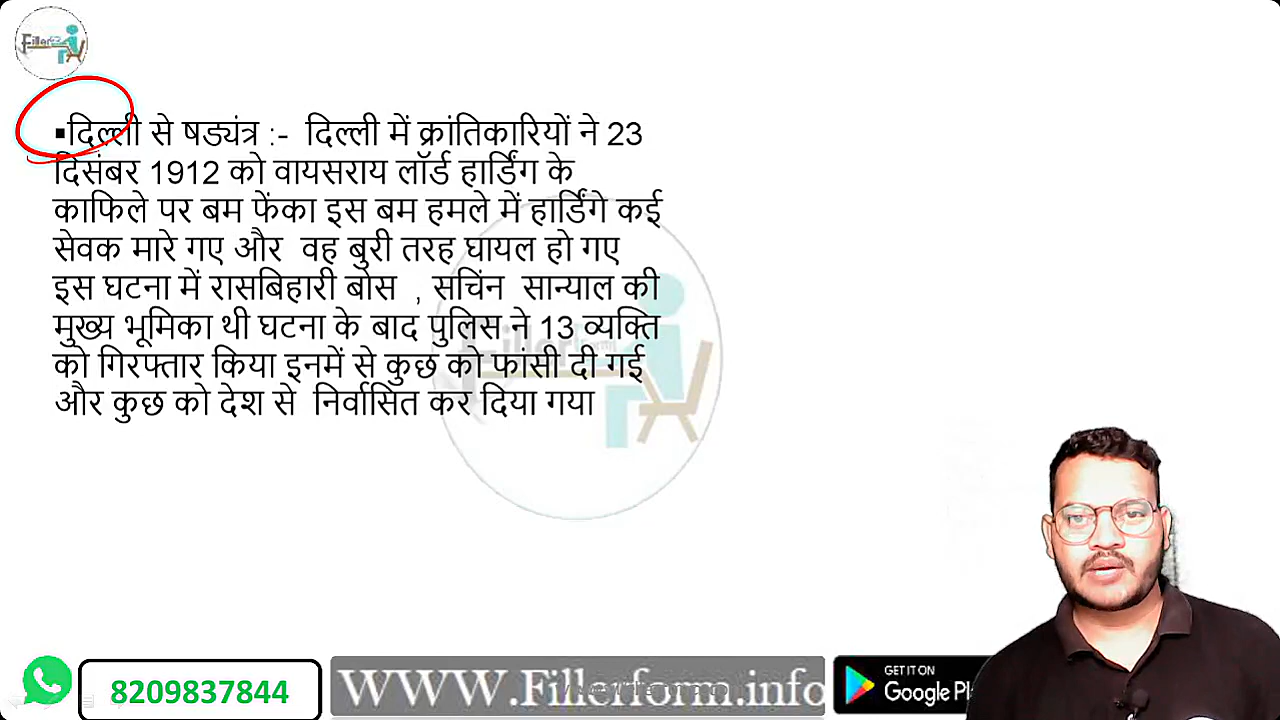 Fillerform
▪दिल्ली से षड्यंत्र :- दिल्ली में क्रांतिकारियों ने 23
दिसंबर 1912 को वायसराय लॉर्ड हार्डिंग के
काफिले पर बम फेंका इस बम हमले में हार्डिंगे कई
सेवक मारे गए और वह बुरी तरह घायल हो गए
इस घटना में रासबिहारी बोस , सचिंन सान्याल की
मुख्य भूमिका थी घटना के बाद पुलिस ने 13 व्यक्ति
को गिरफ्तार किया इनमें से कुछ को फांसी दी गई
और कुछ को देश से निर्वासित कर दिया गया
Fillerform
8209837844
WWW.Fillerform.info
GET IT ON
Google